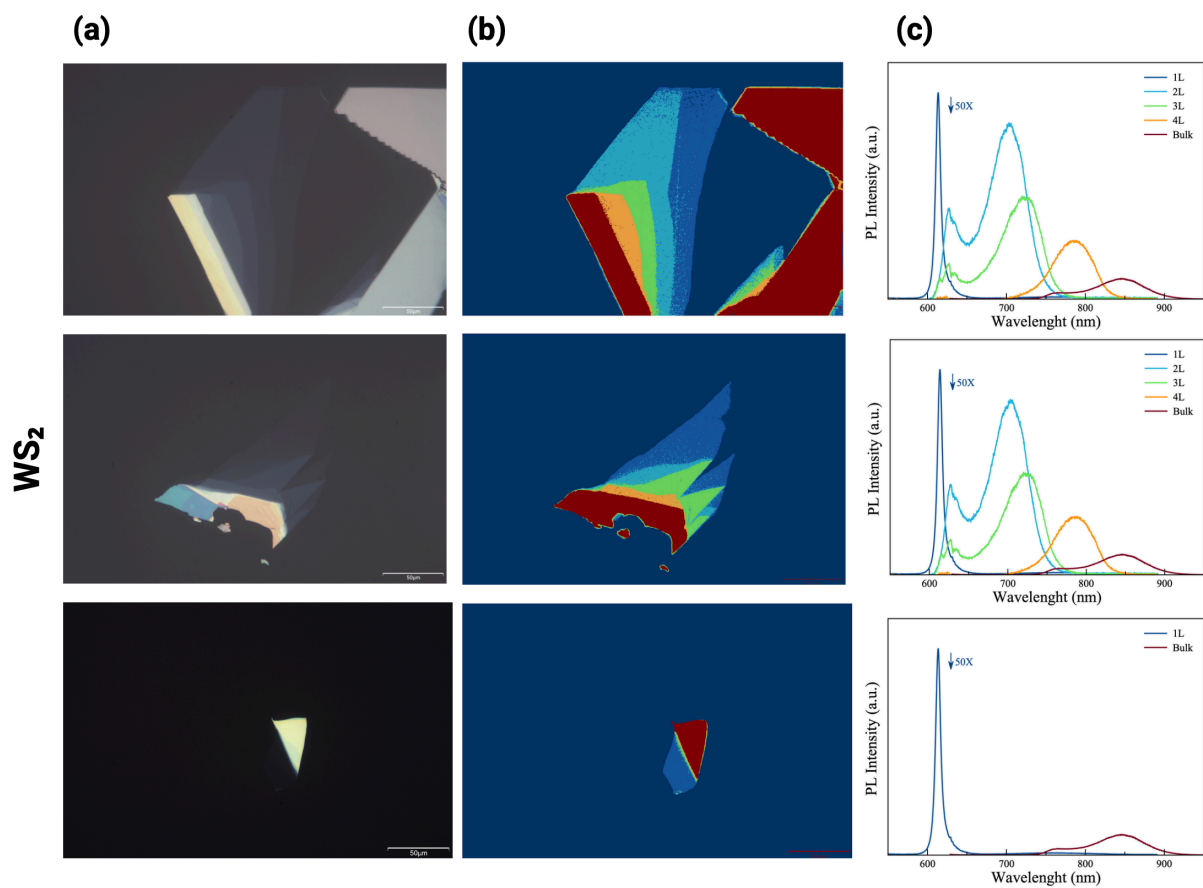 (a)
(b)
(c)
WS₂
50µm
1L
2L
3L
4L
Bulk
50X
PL Intensity (a.u.)
600
700
800
900
Wavelenght (nm)
50µm
1L
2L
3L
4L
Bulk
50X
PL Intensity (a.u.)
600
700
800
900
Wavelenght (nm)
50µm
1L
Bulk
50X
PL Intensity (a.u.)
600
700
800
900
Wavelenght (nm)